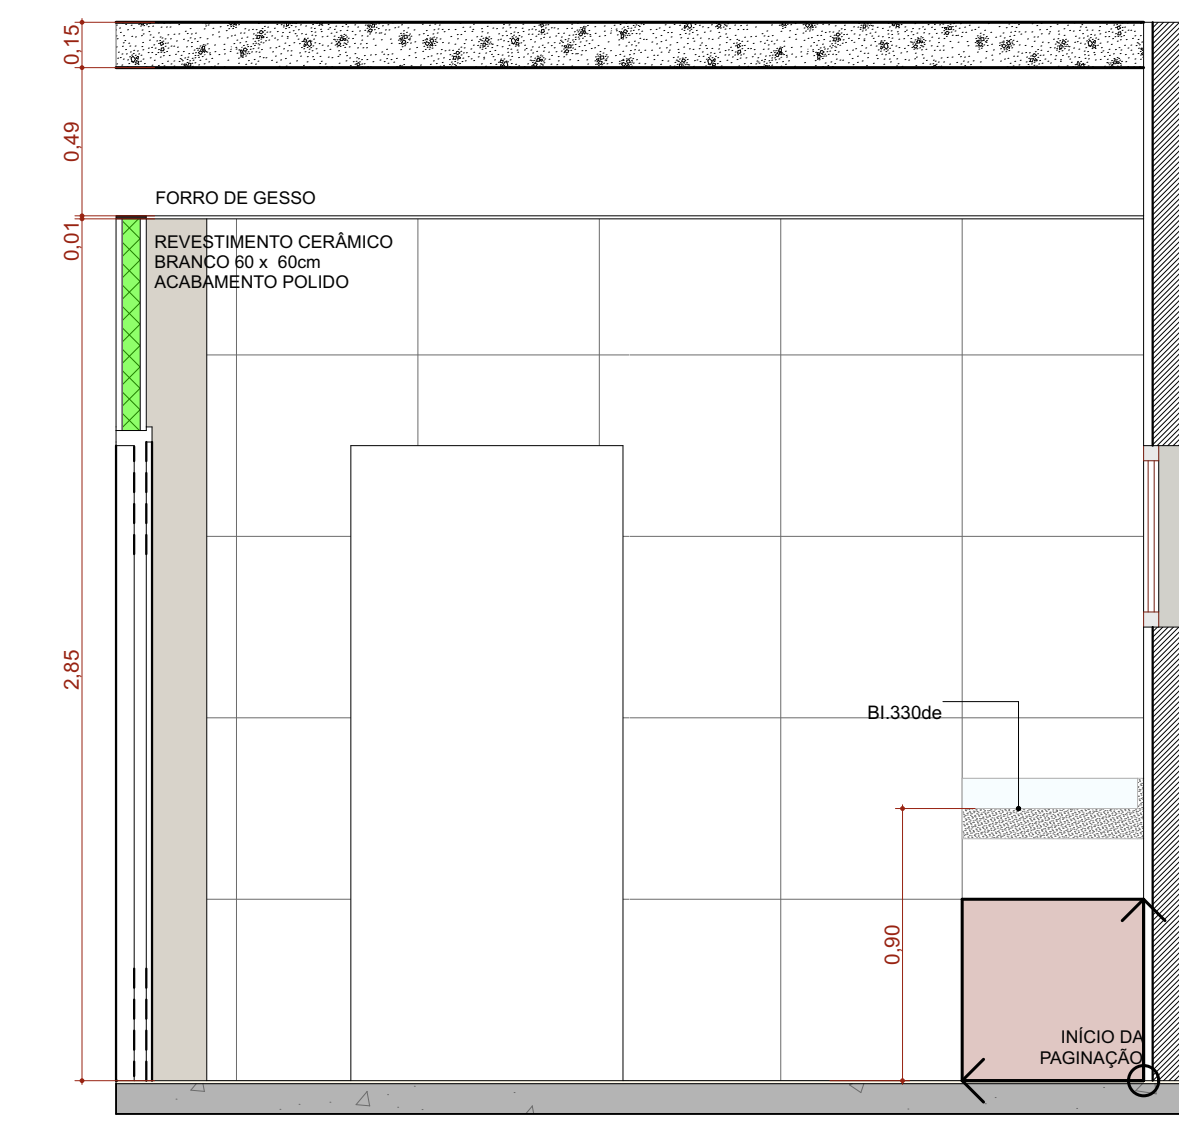 0,15
0,49
FORRO DE GESSO
0,01
REVESTIMENTO CERÂMICO
BRANCO 60 x 60cm
ACABAMENTO POLIDO
2,85
BI.330de
0,90
INÍCIO DA
PAGINAÇÃO